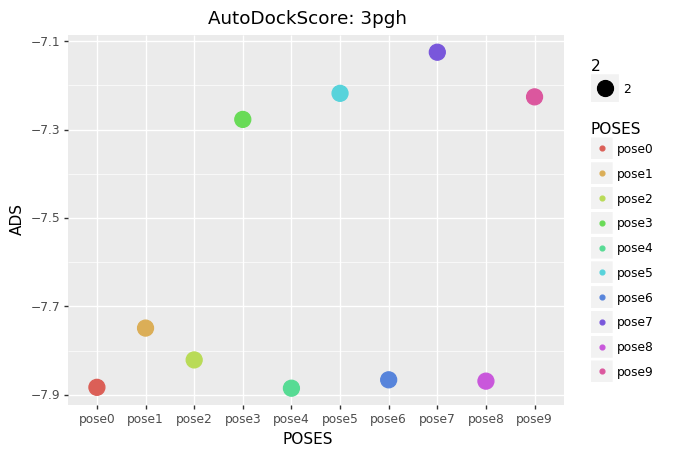 AutoDockScore: 3pgh
−7.1
−7.3
−7.5
−7.7
−7.9
ADS
pose0 pose1 pose2 pose3 pose4 pose5 pose6 pose7 pose8 pose9
POSES
2
2
POSES
pose0
pose1
pose2
pose3
pose4
pose5
pose6
pose7
pose8
pose9